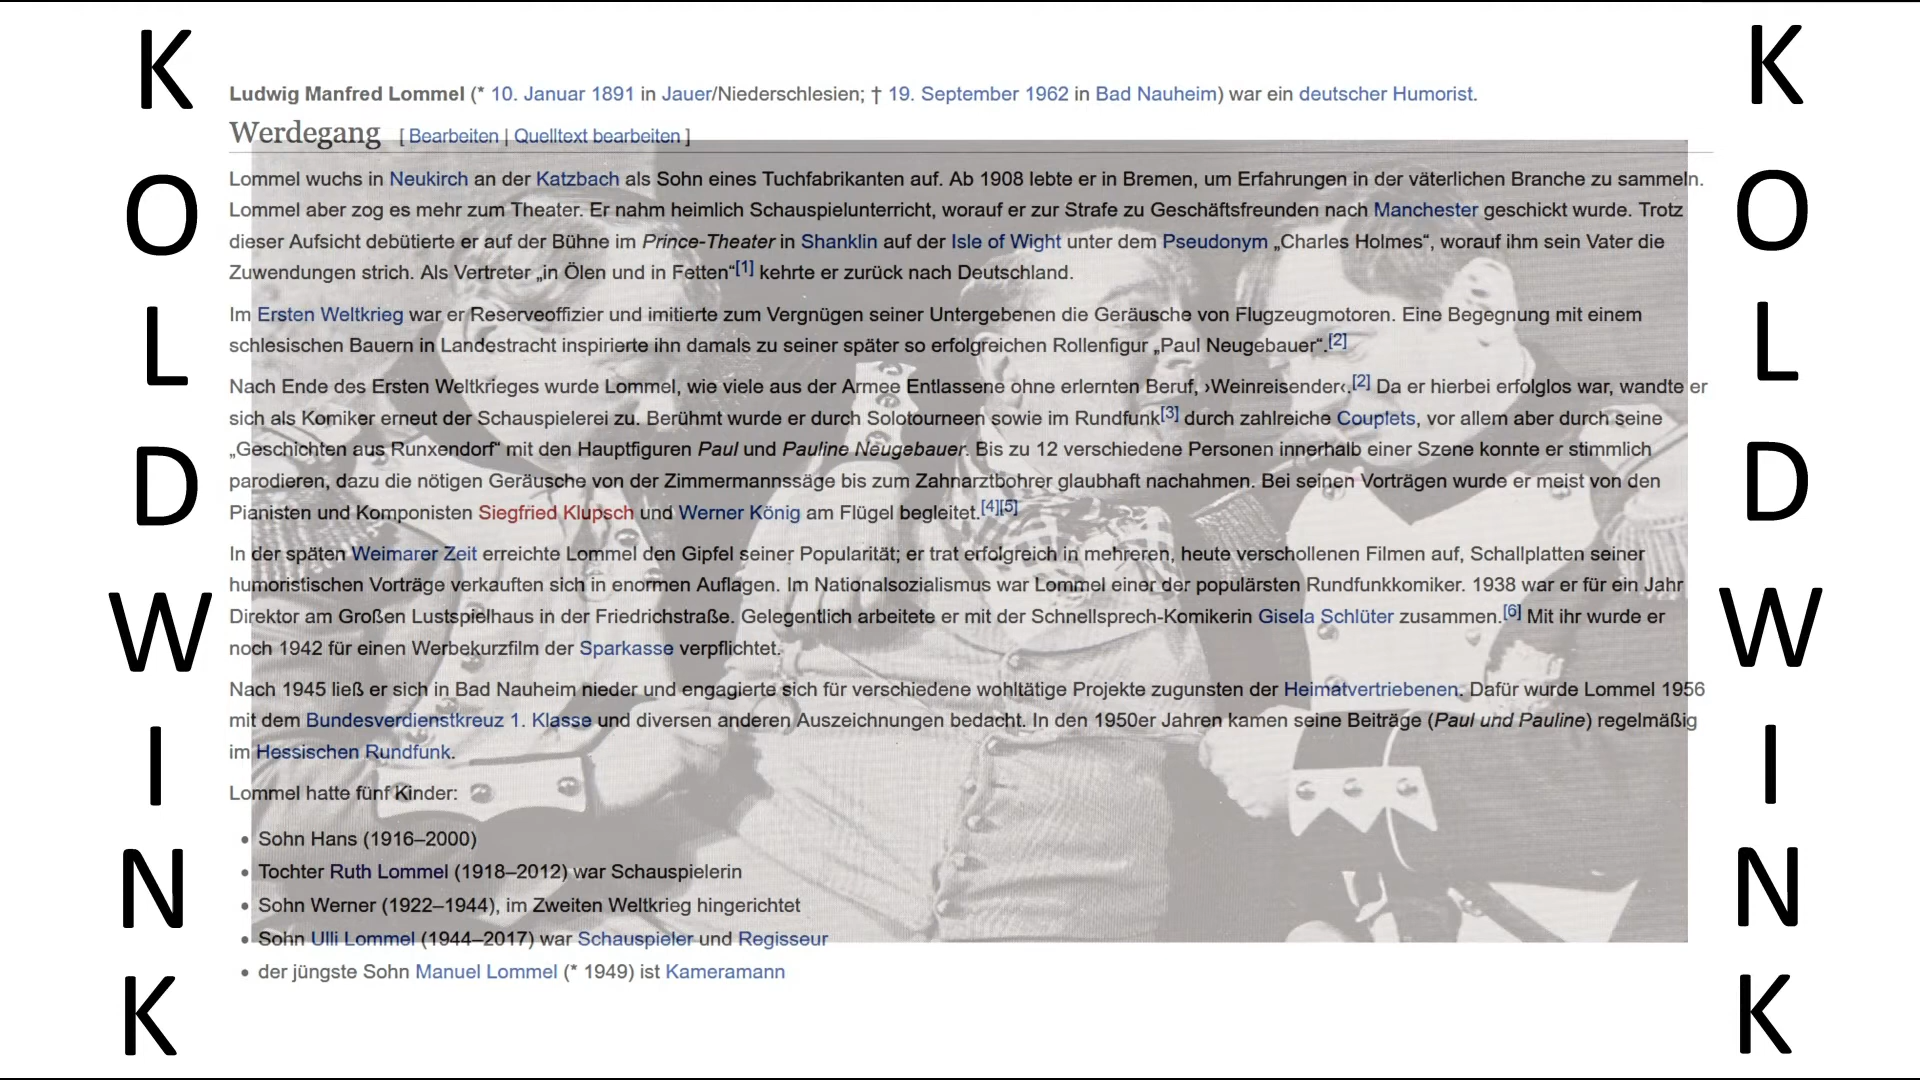 KOLDWINK
Ludwig Manfred Lommel (* 10. Januar 1891 in Jauer/Niederschlesien; † 19. September 1962 in Bad Nauheim) war ein deutscher Humorist.
Werdegang [ Bearbeiten | Quelltext bearbeiten ]
Lommel wuchs in Neukirch an der Katzbach als Sohn eines Tuchfabrikanten auf. Ab 1908 lebte er in Bremen, um Erfahrungen in der väterlichen Branche zu sammeln.
Lommel aber zog es mehr zum Theater. Er nahm heimlich Schauspielunterricht, worauf er zur Strafe zu Geschäftsfreunden nach Manchester geschickt wurde. Trotz
dieser Aufsicht debütierte er auf der Bühne im Prince-Theater in Shanklin auf der Isle of Wight unter dem Pseudonym „Charles Holmes“, worauf ihm sein Vater die
Zuwendungen strich. Als Vertreter „in Ölen und in Fetten“[1] kehrte er zurück nach Deutschland.
Im Ersten Weltkrieg war er Reserveoffizier und imitierte zum Vergnügen seiner Untergebenen die Geräusche von Flugzeugmotoren. Eine Begegnung mit einem
schlesischen Bauern in Landestracht inspirierte ihn damals zu seiner später so erfolgreichen Rollenfigur „Paul Neugebauer“.[2]
Nach Ende des Ersten Weltkrieges wurde Lommel, wie viele aus der Armee Entlassene ohne erlernten Beruf, ›Weinreisender‹.[2] Da er hierbei erfolglos war, wandte er
sich als Komiker erneut der Schauspielerei zu. Berühmt wurde er durch Solotourneen sowie im Rundfunk[3] durch zahlreiche Couplets, vor allem aber durch seine
„Geschichten aus Runxendorf“ mit den Hauptfiguren Paul und Pauline Neugebauer. Bis zu 12 verschiedene Personen innerhalb einer Szene konnte er stimmlich
parodieren, dazu die nötigen Geräusche von der Zimmermannssäge bis zum Zahnarztbohrer glaubhaft nachahmen. Bei seinen Vorträgen wurde er meist von den
Pianisten und Komponisten Siegfried Klupsch und Werner König am Flügel begleitet.[4][5]
In der späten Weimarer Zeit erreichte Lommel den Gipfel seiner Popularität; er trat erfolgreich in mehreren, heute verschollenen Filmen auf, Schallplatten seiner
humoristischen Vorträge verkauften sich in enormen Auflagen. Im Nationalsozialismus war Lommel einer der populärsten Rundfunkkomiker. 1938 war er für ein Jahr
Direktor am Großen Lustspielhaus in der Friedrichstraße. Gelegentlich arbeitete er mit der Schnellsprech-Komikerin Gisela Schlüter zusammen.[6] Mit ihr wurde er
noch 1942 für einen Werbekurzfilm der Sparkasse verpflichtet.
Nach 1945 ließ er sich in Bad Nauheim nieder und engagierte sich für verschiedene wohltätige Projekte zugunsten der Heimatvertriebenen. Dafür wurde Lommel 1956
mit dem Bundesverdienstkreuz 1. Klasse und diversen anderen Auszeichnungen bedacht. In den 1950er Jahren kamen seine Beiträge (Paul und Pauline) regelmäßig
im Hessischen Rundfunk.
Lommel hatte fünf Kinder:
• Sohn Hans (1916–2000)
• Tochter Ruth Lommel (1918–2012) war Schauspielerin
• Sohn Werner (1922–1944), im Zweiten Weltkrieg hingerichtet
• Sohn Ulli Lommel (1944–2017) war Schauspieler und Regisseur
• der jüngste Sohn Manuel Lommel (* 1949) ist Kameramann
KOLDWINK